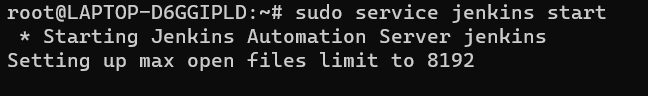 root@LAPTOP-D6GGIPLD:~# sudo service jenkins start
 * Starting Jenkins Automation Server jenkins
Setting up max open files limit to 8192